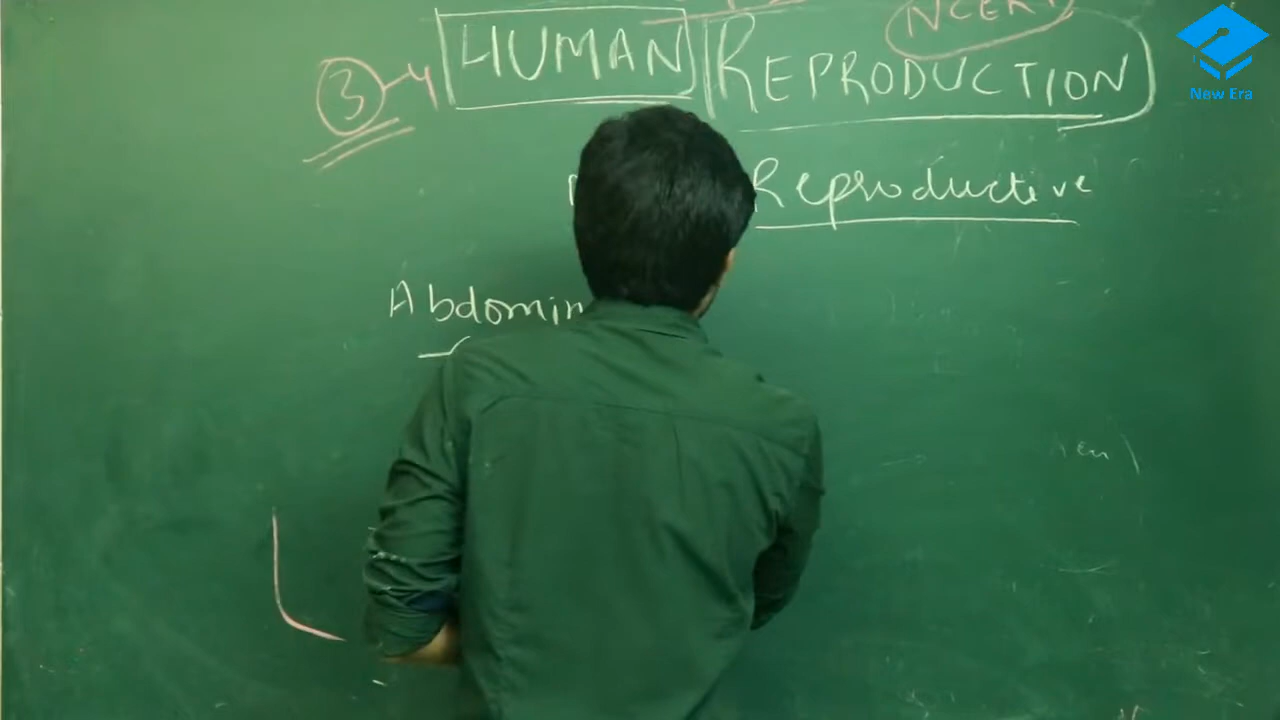 NCERT
HUMAN REPRODUCTION
3-4
Reproductive
Abdomin
New Era